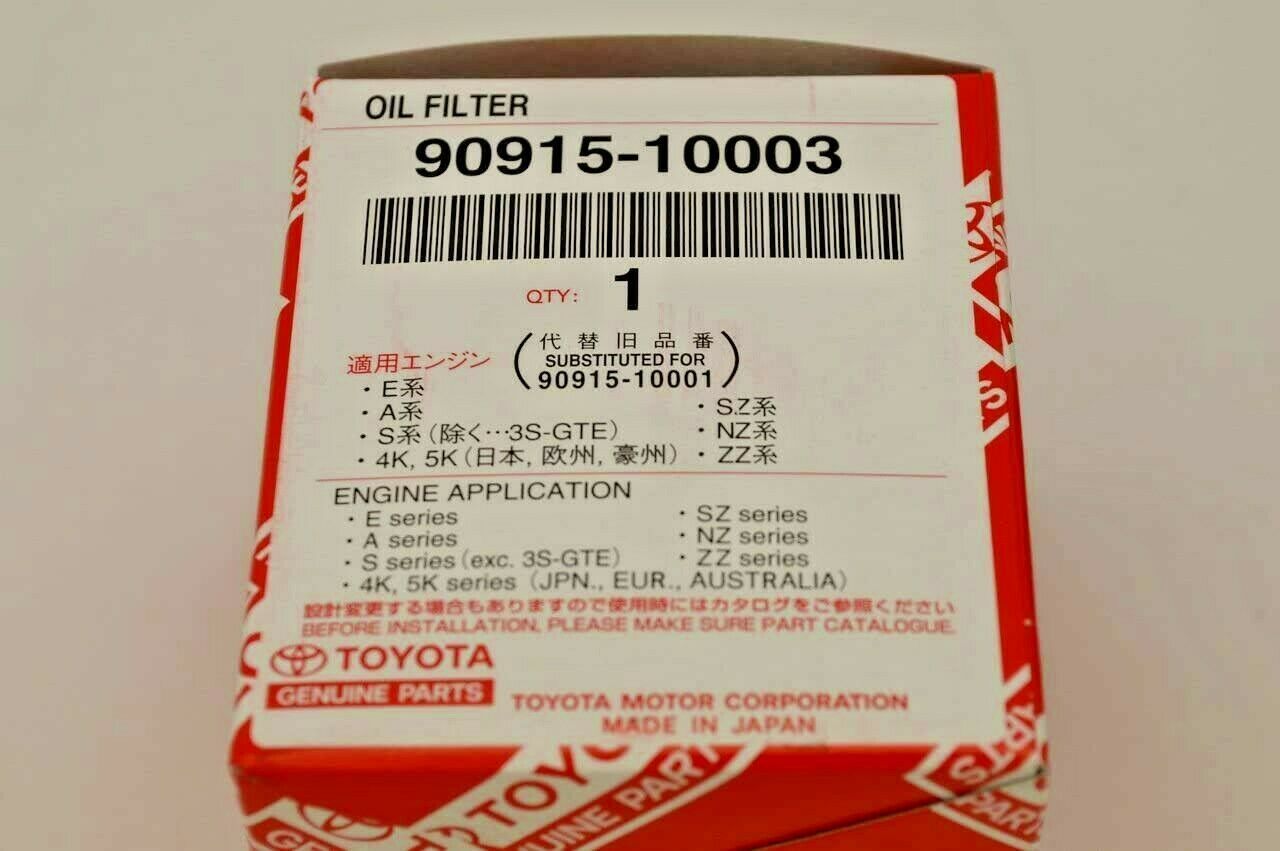 OIL FILTER
90915-10003
QTY: 1
代替旧品番
SUBSTITUTED FOR
90915-10001
適用エンジン
・E系
・A系
・S系(除く…3S-GTE)
・4K, 5K(日本, 欧州, 豪州)
・S.Z系
・NZ系
・ZZ系
ENGINE APPLICATION
・E series
・A series
・S series (exc. 3S-GTE)
・4K, 5K series (JPN., EUR., AUSTRALIA)
・SZ series
・NZ series
・ZZ series
設計変更する場合もありますので使用時にはカタログをご参照ください
BEFORE INSTALLATION, PLEASE MAKE SURE PART CATALOGUE.
TOYOTA
GENUINE PARTS
TOYOTA MOTOR CORPORATION
MADE IN JAPAN
TOYO
UINE PART
GEN
ARTS
PART